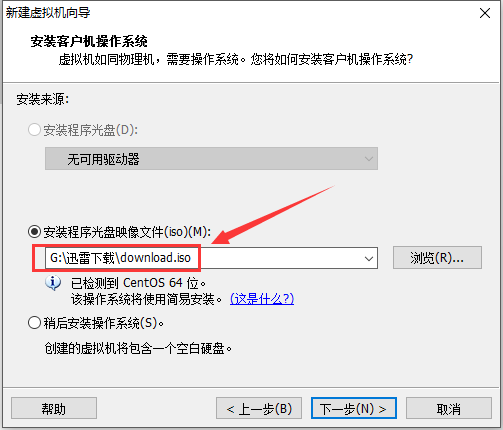 新建虚拟机向导
安装客户机操作系统
虚拟机如同物理机，需要操作系统。您将如何安装客户机操作系统?
安装来源:
安装程序光盘(D):
无可用驱动器
安装程序光盘映像文件(iso)(M):
G:\迅雷下载\download.iso
浏览(R)...
已检测到 CentOS 64 位。
该操作系统将使用简易安装。 (这是什么?)
稍后安装操作系统(S)。
创建的虚拟机将包含一个空白硬盘。
帮助
< 上一步(B)
下一步(N) >
取消